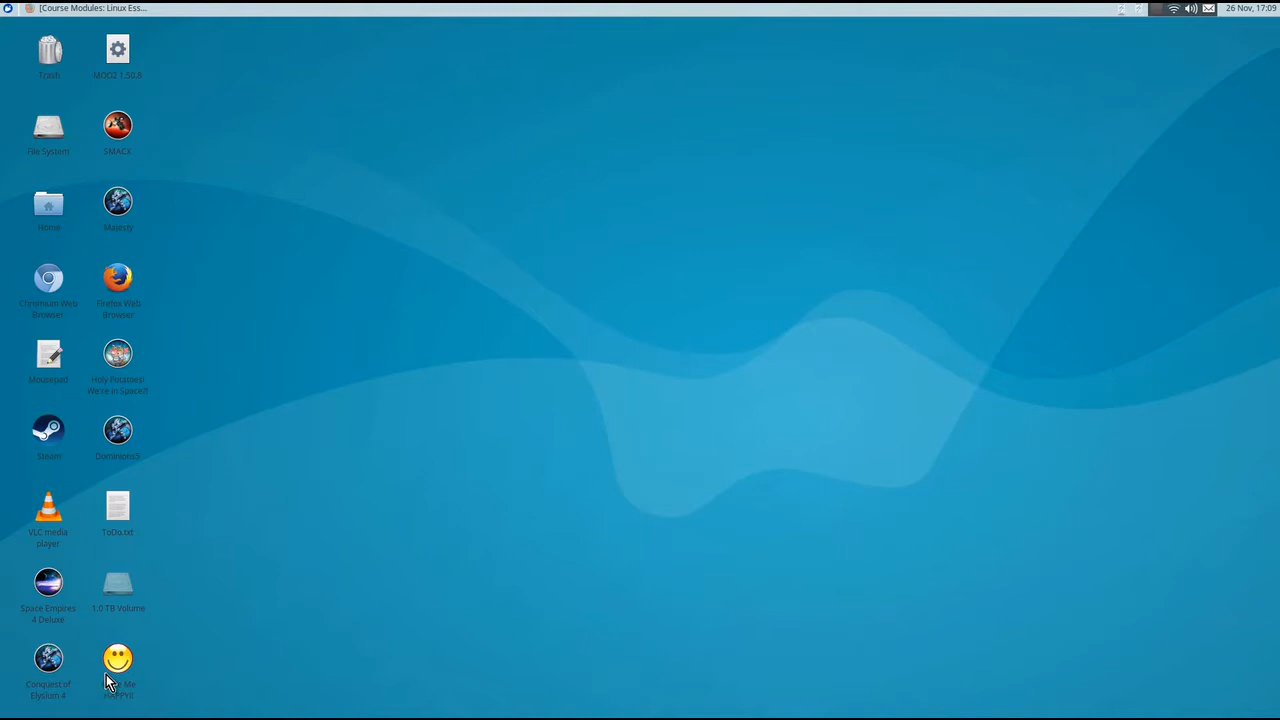 [Course Modules: Linux Ess...
26 Nov, 17:09
Trash
MOO2 1.50.8
File System
SMACX
Home
Majesty
Chromium Web
Browser
Firefox Web
Browser
Mousepad
Holy Potatoes!
We're in Space?!
Steam
Dominions5
VLC media
player
ToDo.txt
Space Empires
4 Deluxe
1.0 TB Volume
Conquest of
Elysium 4
Me
HAPPY!!